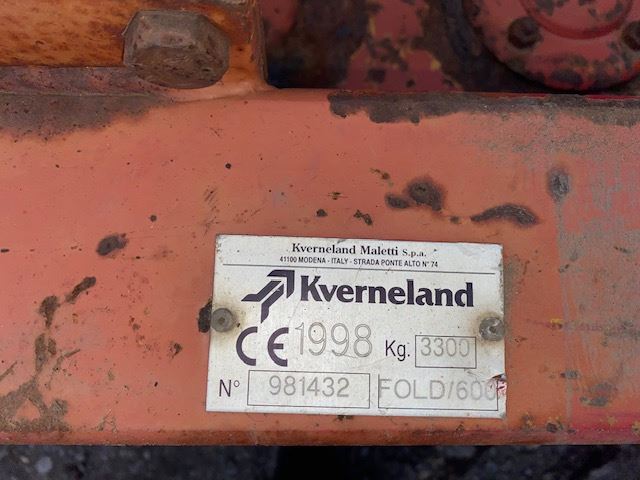 Kverneland Maletti S.p.a.
41100 MODENA - ITALY - STRADA PONTE ALTO N° 74
Kverneland
CE 1998 Kg. 3300
N° 981432 FOLD/600